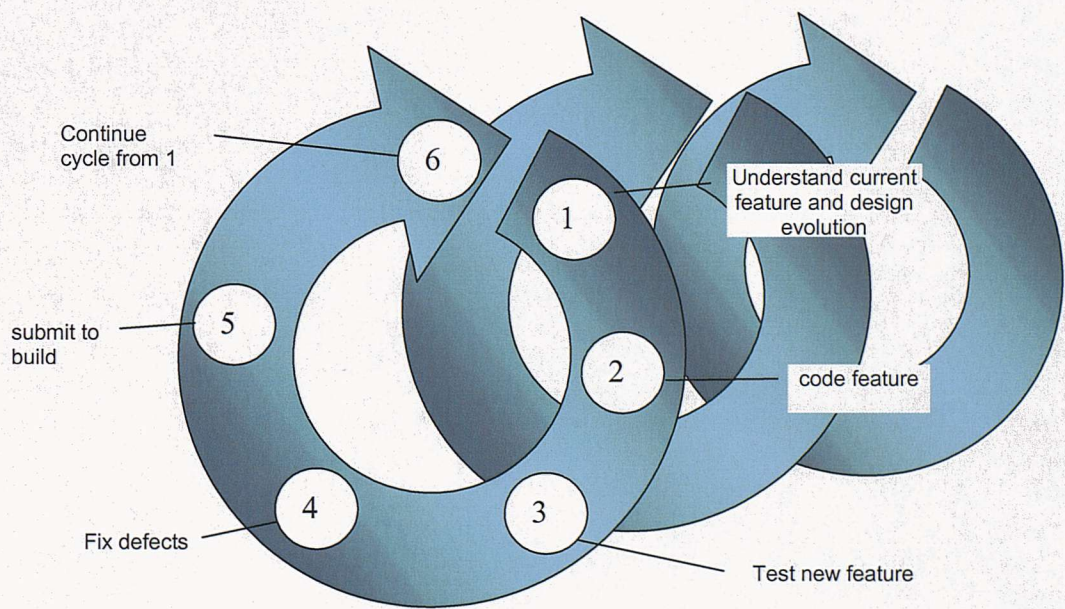 Continue
cycle from 1
6
1
Understand current
feature and design
evolution
5
submit to
build
2
code feature
4
Fix defects
3
Test new feature